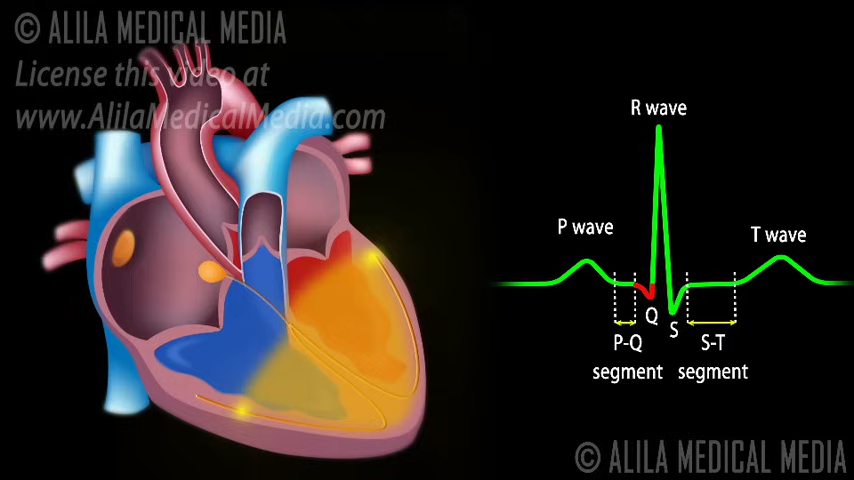 © ALILA MEDICAL MEDIA
License this video at
www.AlilaMedicalMedia.com
R wave
P wave
T wave
Q
S
P-Q
segment
S-T
segment
© ALILA MEDICAL MEDIA